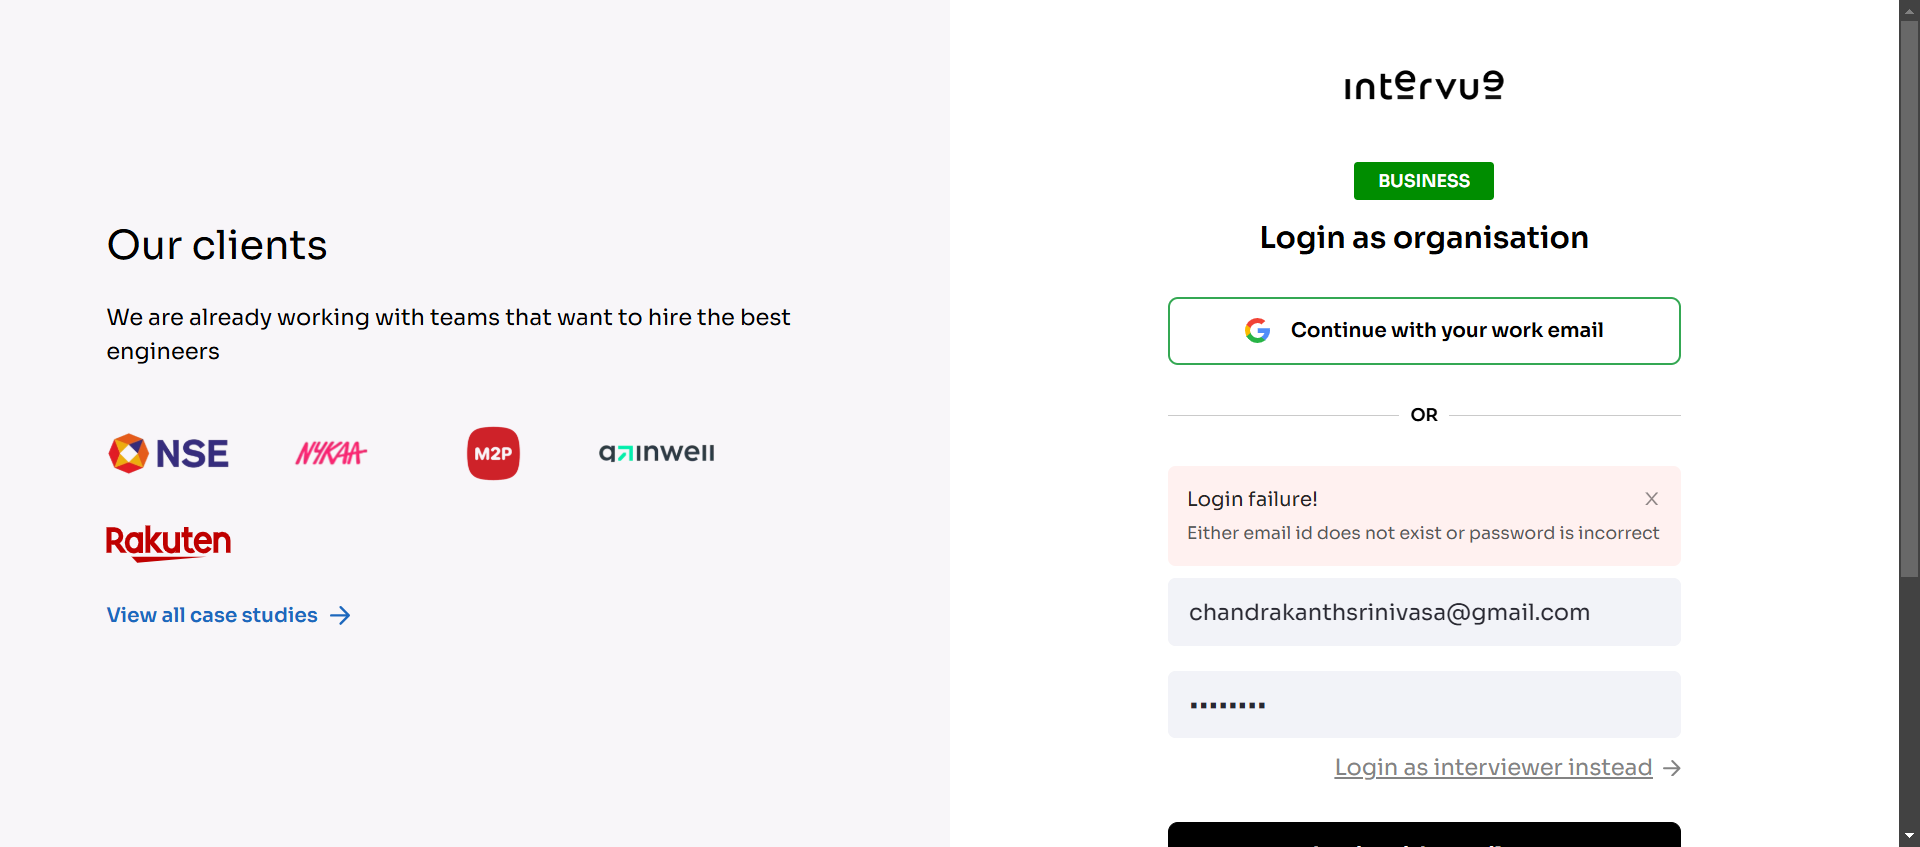 Our clients
We are already working with teams that want to hire the best
engineers
NSE
NYKAA
M2P
gainwell
Rakuten
View all case studies
intervue
BUSINESS
Login as organisation
Continue with your work email
OR
Login failure!
X
Either email id does not exist or password is incorrect
chandrakanthsrinivasa@gmail.com
Login as interviewer instead